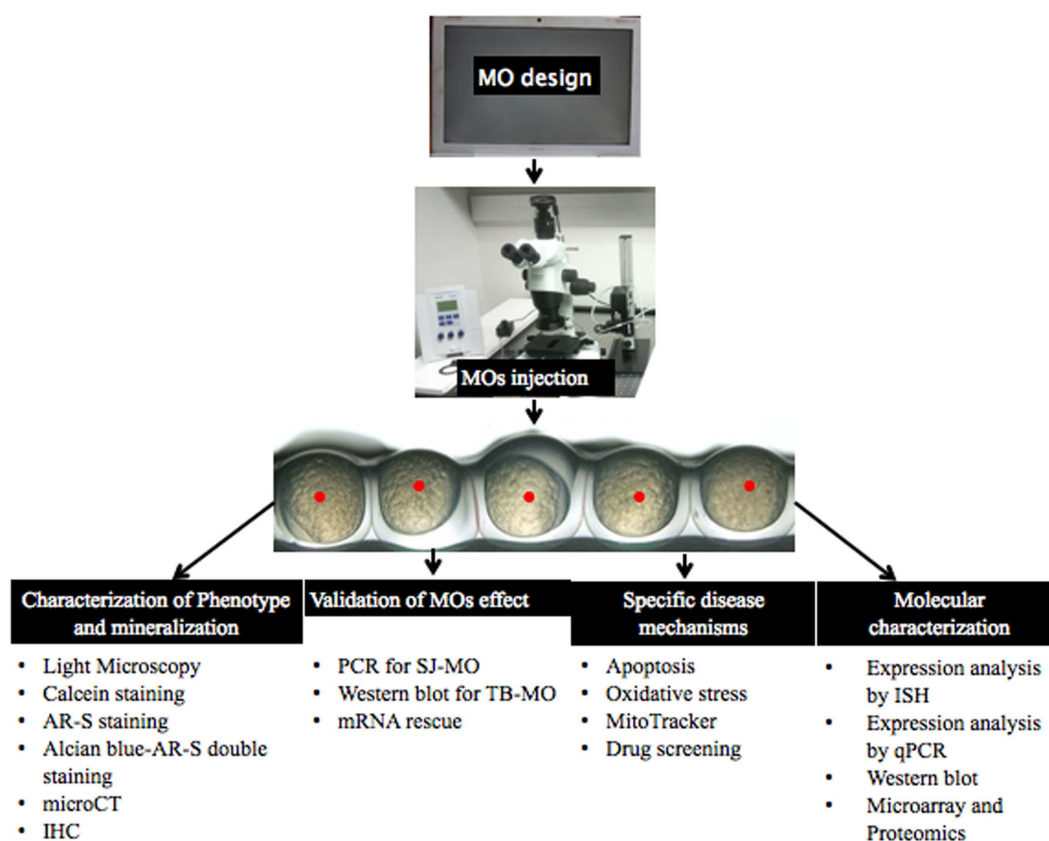 MO design
MOs injection
Characterization of Phenotype
and mineralization
• Light Microscopy
• Calcein staining
• AR-S staining
• Alcian blue-AR-S double
staining
• microCT
• IHC
Validation of MOs effect
• PCR for SJ-MO
• Western blot for TB-MO
• mRNA rescue
Specific disease
mechanisms
• Apoptosis
• Oxidative stress
• MitoTracker
• Drug screening
Molecular
characterization
• Expression analysis
by ISH
• Expression analysis
by qPCR
• Western blot
• Microarray and
Proteomics